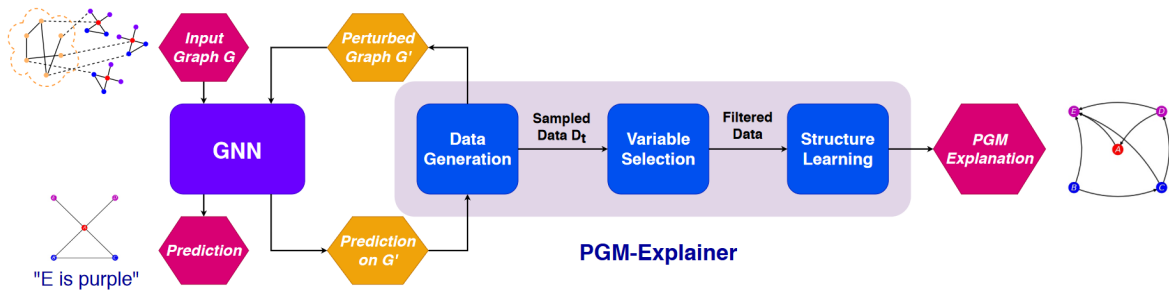 Input
Graph G
Perturbed
Graph G'
GNN
Data
Generation
Sampled
Data Dt
Variable
Selection
Filtered
Data
Structure
Learning
PGM
Explanation
E
D
A
B
C
Prediction
Prediction
on G'
PGM-Explainer
"E is purple"